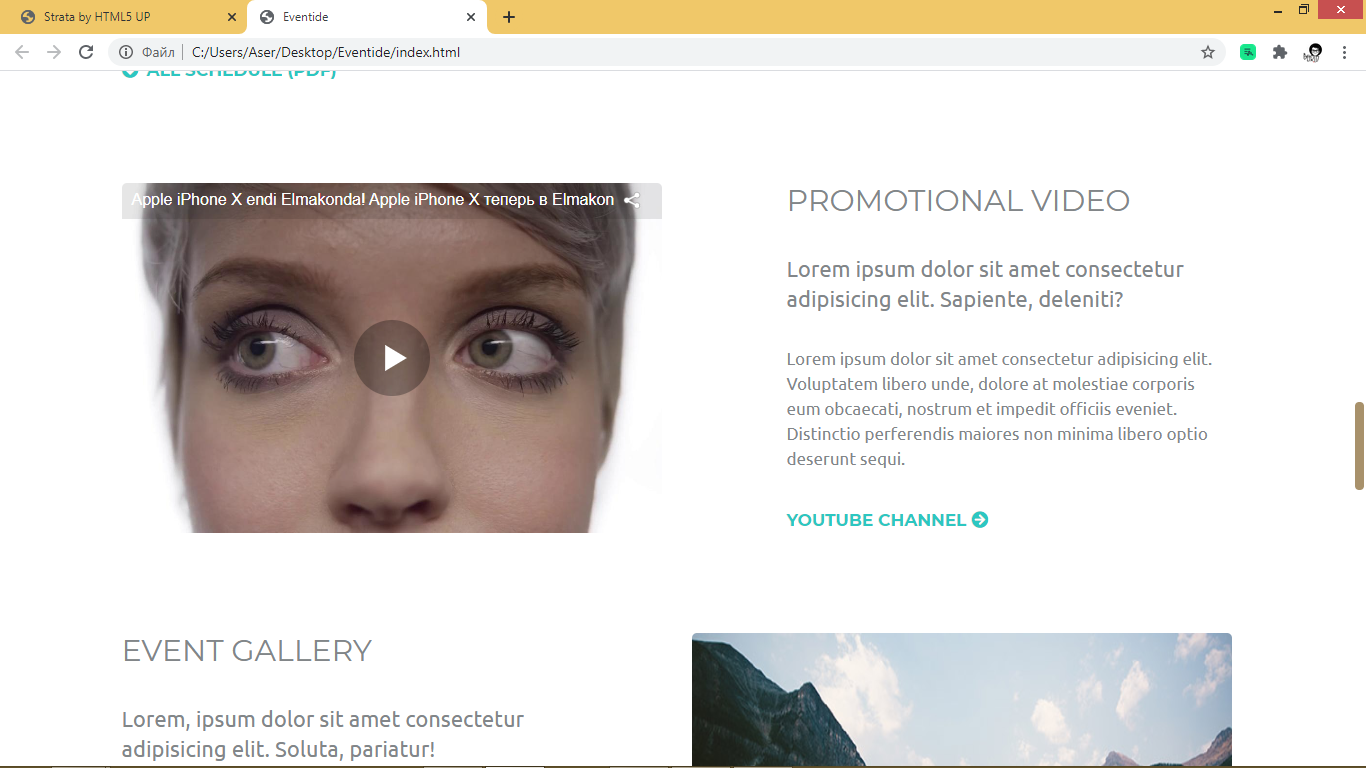 Strata by HTML5 UP
Eventide
Файл
C:/Users/Aser/Desktop/Eventide/index.html
ALL SCHEDULE (PDF)
Apple iPhone X endi Elmakonda! Apple iPhone X теперь в Elmakon
PROMOTIONAL VIDEO
Lorem ipsum dolor sit amet consectetur
adipisicing elit. Sapiente, deleniti?
Lorem ipsum dolor sit amet consectetur adipisicing elit.
Voluptatem libero unde, dolore at molestiae corporis
eum obcaecati, nostrum et impedit officiis eveniet.
Distinctio perferendis maiores non minima libero optio
deserunt sequi.
YOUTUBE CHANNEL
EVENT GALLERY
Lorem, ipsum dolor sit amet consectetur
adipisicing elit. Soluta, pariatur!